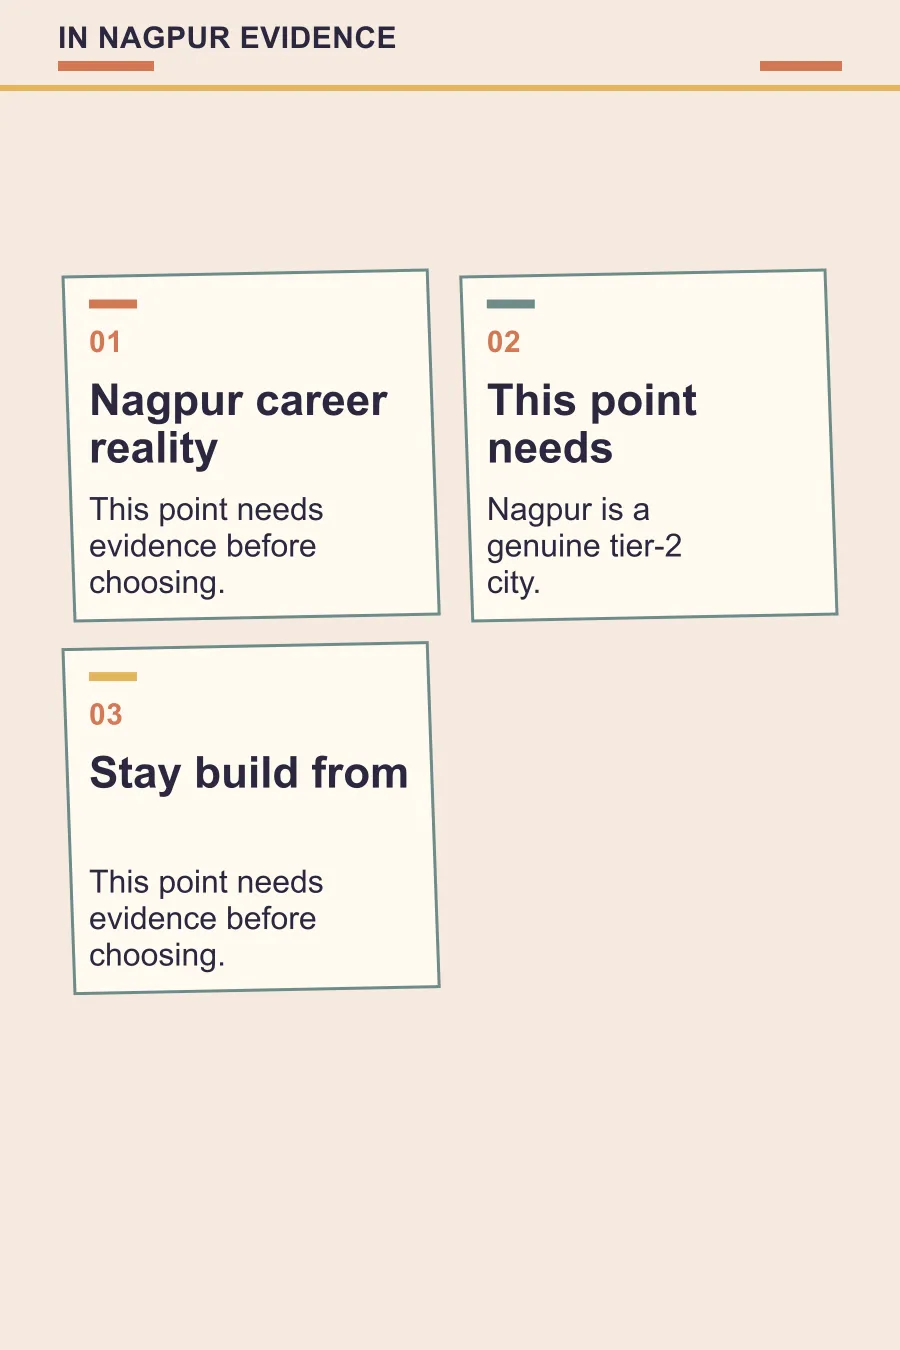 IN NAGPUR EVIDENCE
01
Nagpur career
reality
This point needs
evidence before
choosing.
02
This point
needs
Nagpur is a
genuine tier-2
city.
03
Stay build from
This point needs
evidence before
choosing.